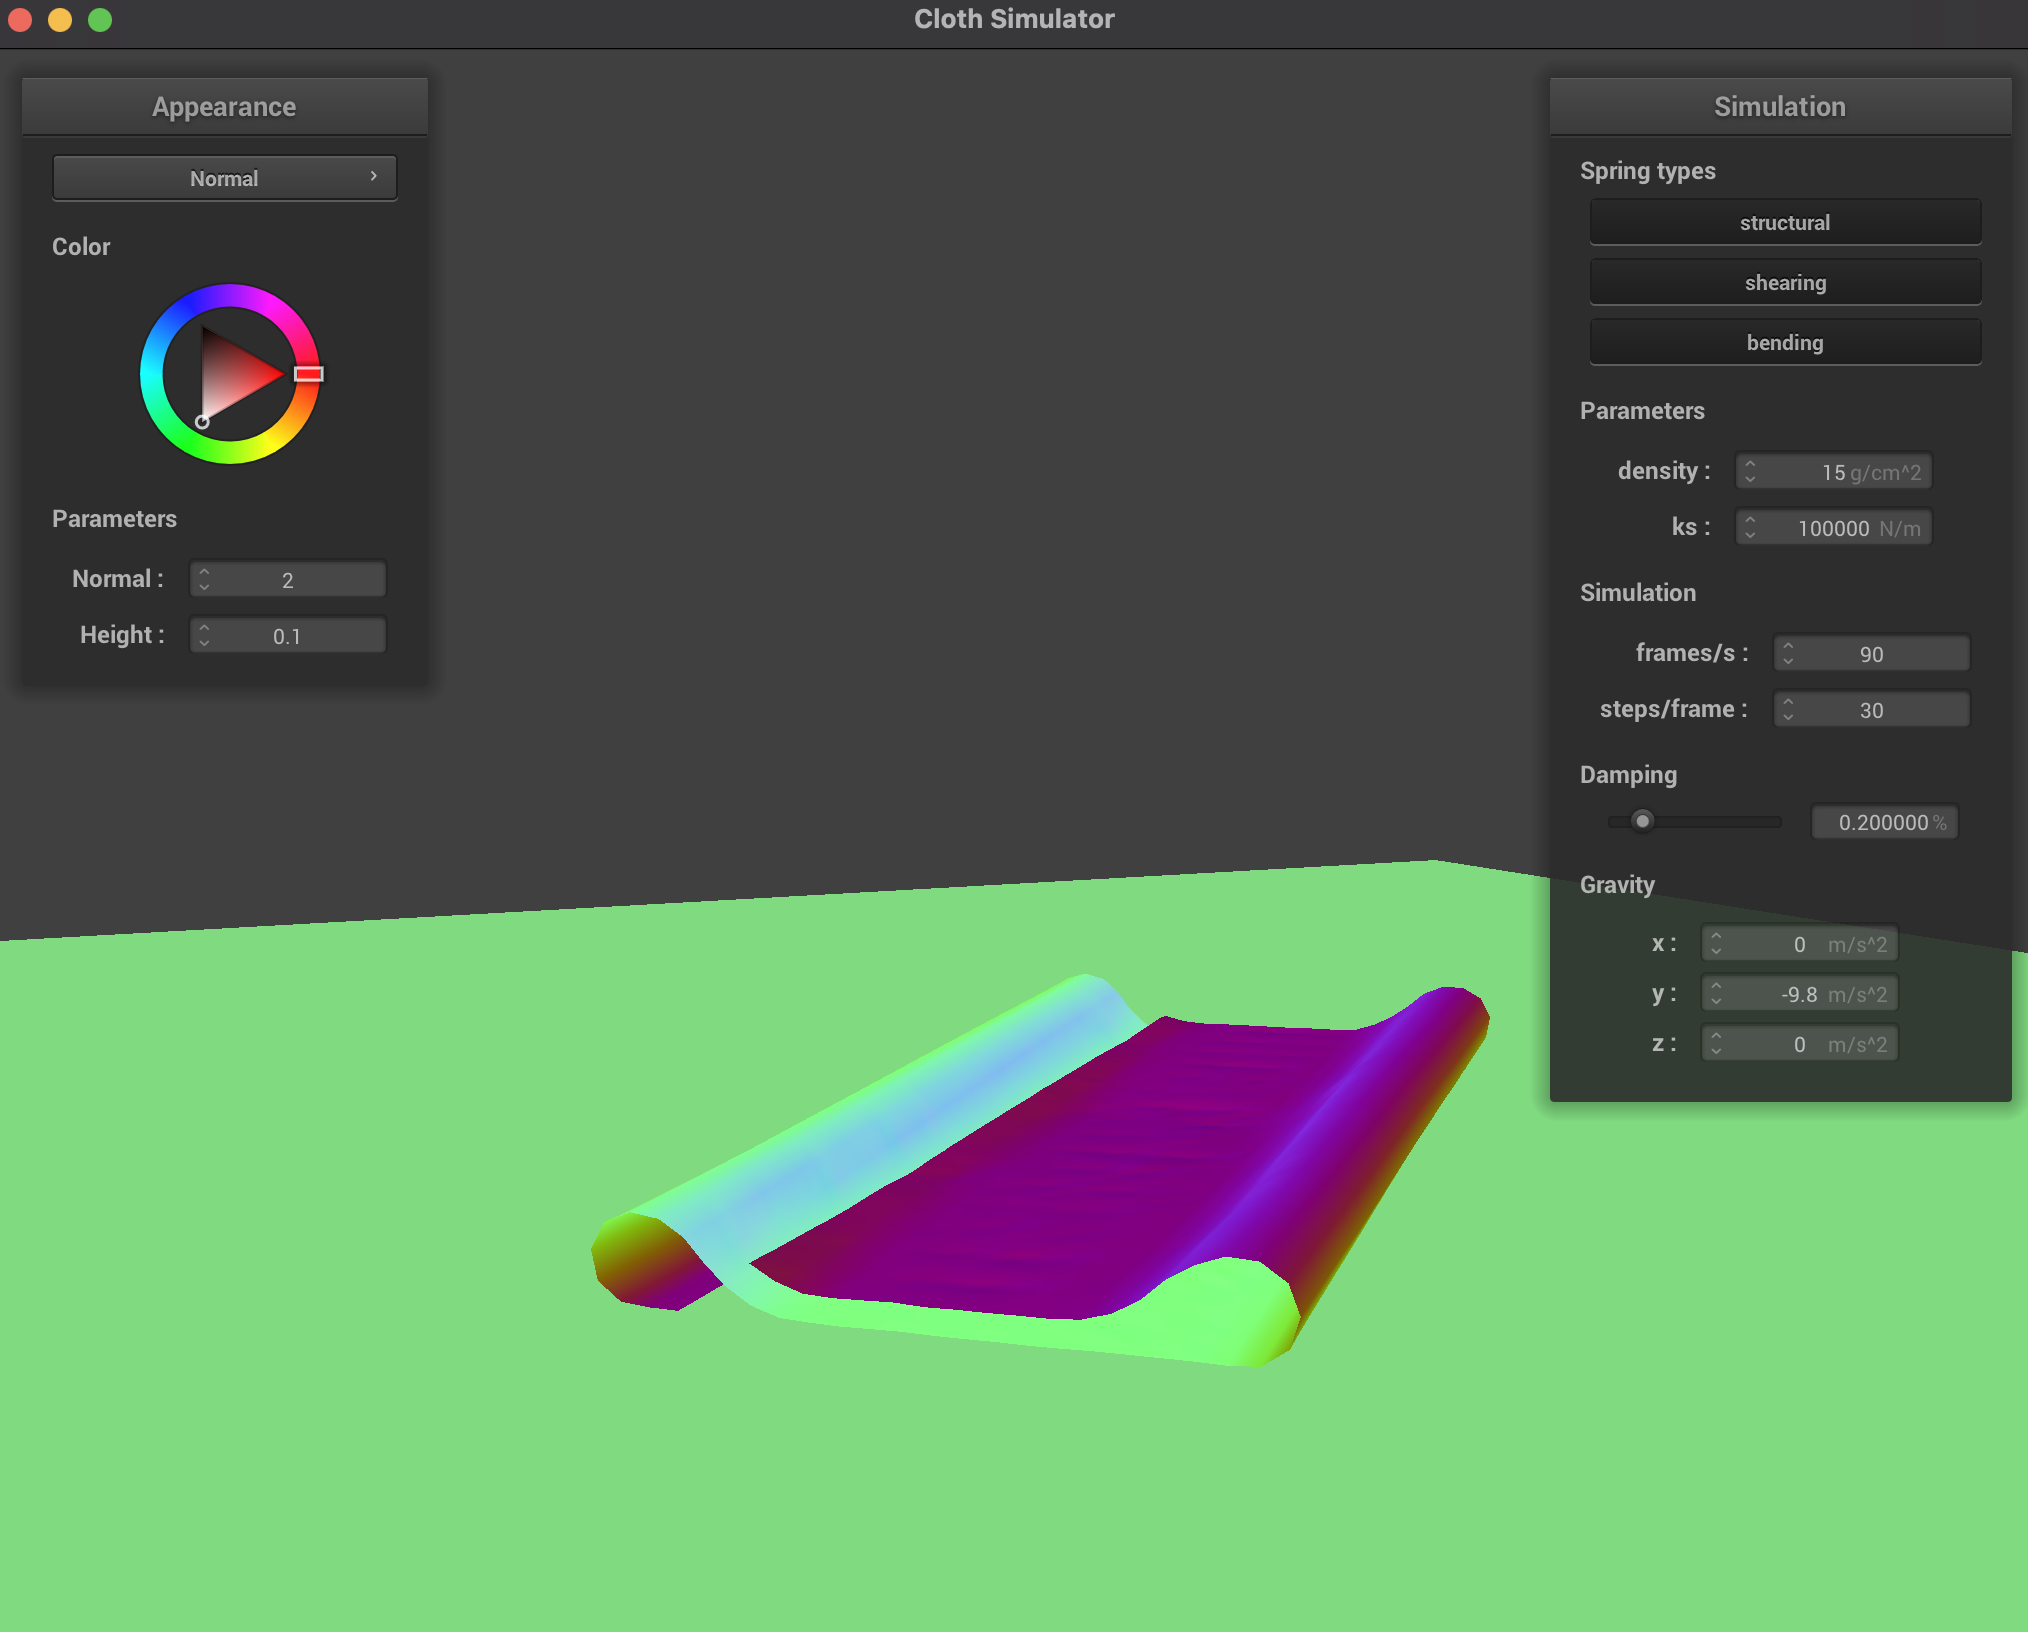 Cloth Simulator
Appearance
Normal
Color
Parameters
Normal : 2
Height : 0.1
Simulation
Spring types
structural
shearing
bending
Parameters
density : 15 g/cm^2
ks : 100000 N/m
Simulation
frames/s : 90
steps/frame : 30
Damping
0.200000 %
Gravity
x : 0 m/s^2
y : -9.8 m/s^2
z : 0 m/s^2